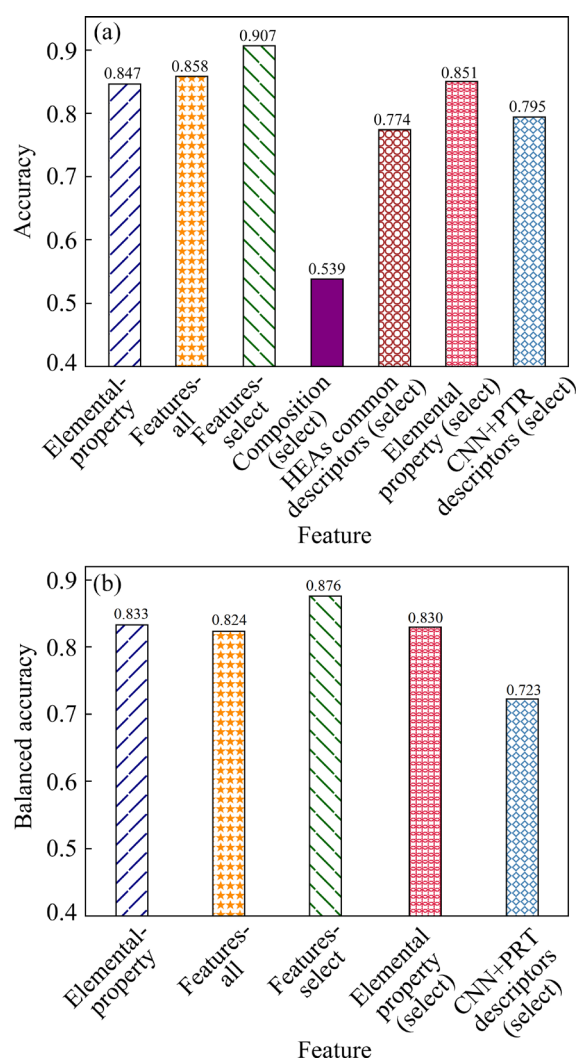 (a)
0.907
0.9
0.847
0.858
0.851
0.8
0.795
0.774
0.7
0.6
0.539
0.5
0.4
Accuracy
Elemental-
property
Features-
all
Features-
select
Composition
(select)
HEAs common
descriptors (select)
Elemental
property (select)
CNN+PTR
descriptors (select)
Feature
(b)
0.9
0.876
0.833
0.824
0.830
0.8
0.723
0.7
0.6
0.5
0.4
Balanced accuracy
Elemental-
property
Features-
all
Features-
select
Elemental
property
(select)
CNN+PRT
descriptors
(select)
Feature